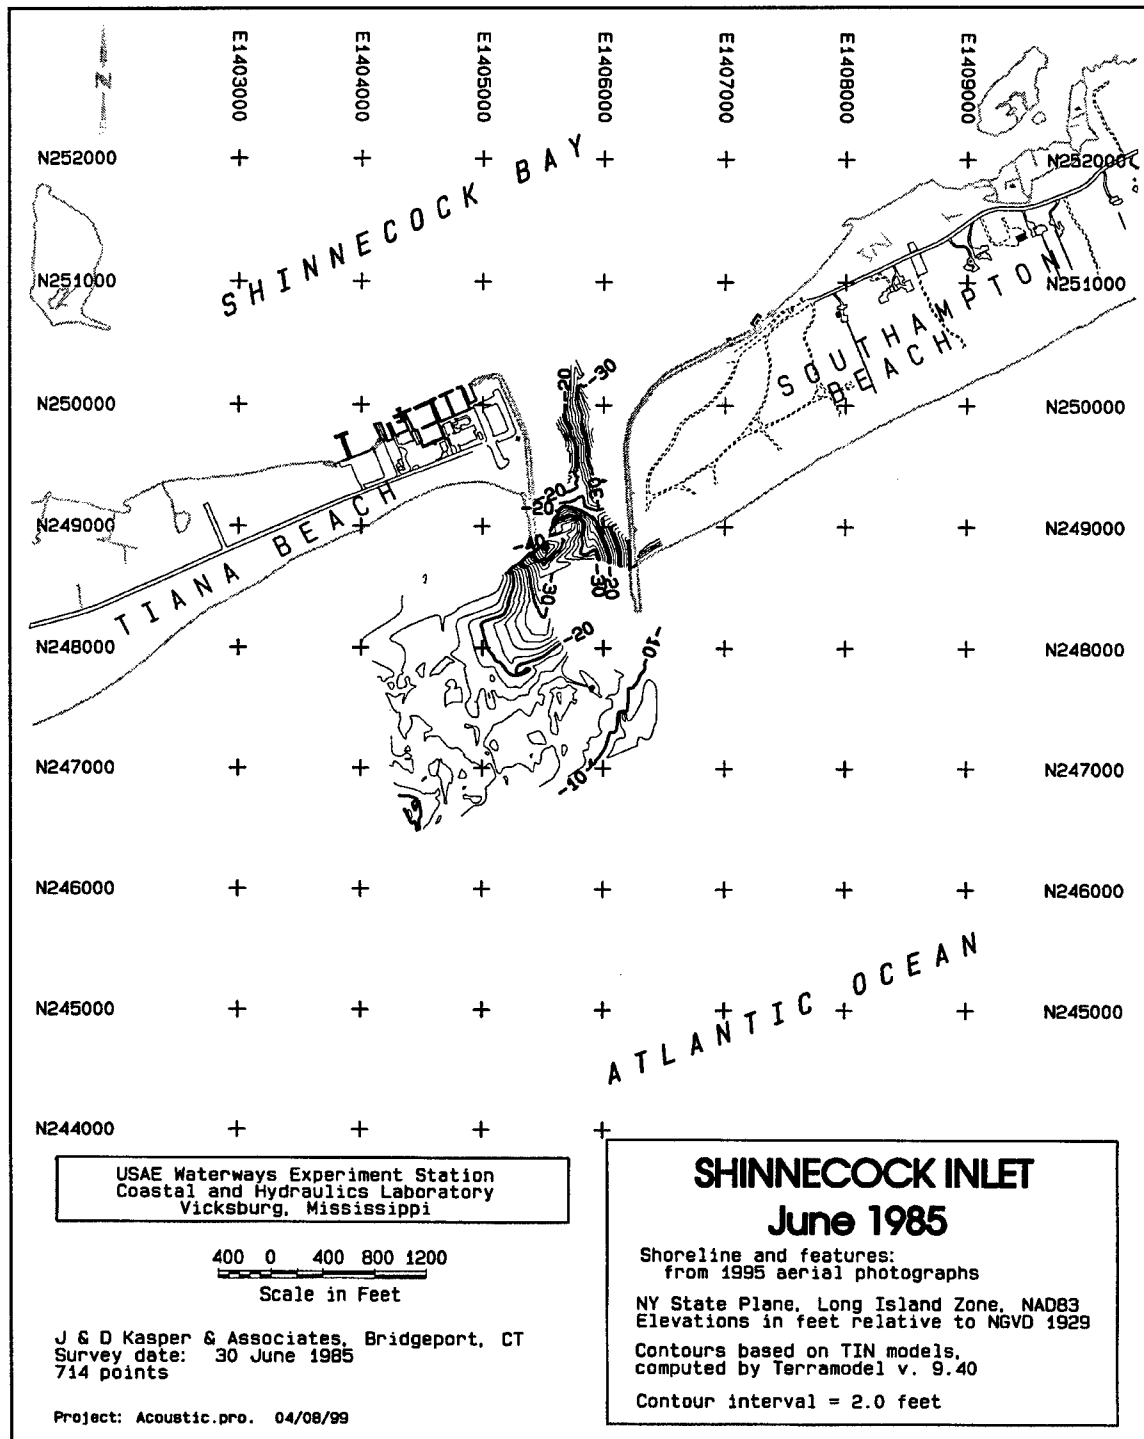 N
E1403000
E1404000
E1405000
E1406000
E1407000
E1408000
E1409000
N252000
N252000
SHINNECOCK BAY
N251000
N251000
SOUTHAMPTON
BEACH
-20
-30
N250000
N250000
-20
-20
-30
N249000
N249000
-40
TIANA BEACH
-30
-30
-20
N248000
-20
-10
N248000
N247000
-10
N247000
N246000
N246000
ATLANTIC OCEAN
N245000
N245000
N244000
USAE Waterways Experiment Station
Coastal and Hydraulics Laboratory
Vicksburg, Mississippi
400 0 400 800 1200
Scale in Feet
J & D Kasper & Associates, Bridgeport, CT
Survey date: 30 June 1985
714 points
Project: Acoustic.pro. 04/08/99
SHINNECOCK INLET
June 1985
Shoreline and features:
from 1995 aerial photographs
NY State Plane, Long Island Zone, NAD83
Elevations in feet relative to NGVD 1929
Contours based on TIN models,
computed by Terramodel v. 9.40
Contour interval = 2.0 feet